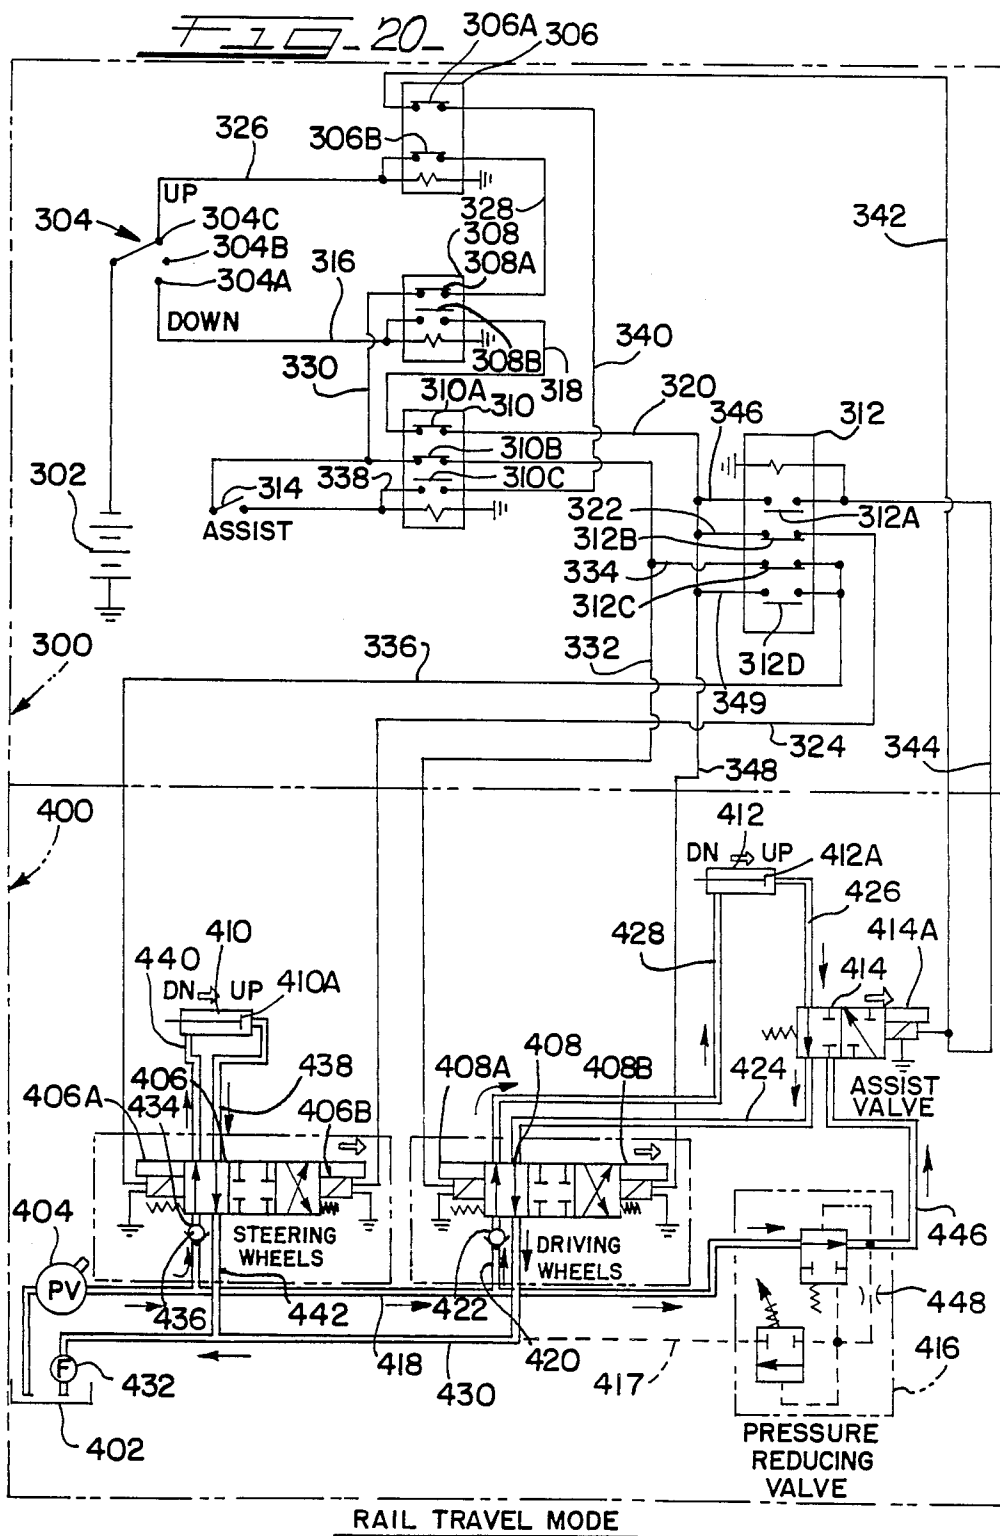 Fig. 20
306A 306
326
306B
UP
328
342
304
304C
304B
304A
308
316
308A
DOWN
308B
340
330
318
310A
310
320
346
312
302
314
338
310B
310C
ASSIST
322
312A
312B
334
312C
300
336
332
312D
349
324
344
348
400
412
DN UP
412A
426
410
428
414A
440
DN UP
410A
414
408
406
438
408A
408B
424
ASSIST
VALVE
406A
434
406B
404
STEERING
WHEELS
DRIVING
WHEELS
446
PV
436
442
422
448
F
432
418
420
417
416
430
402
PRESSURE
REDUCING
VALVE
RAIL TRAVEL MODE